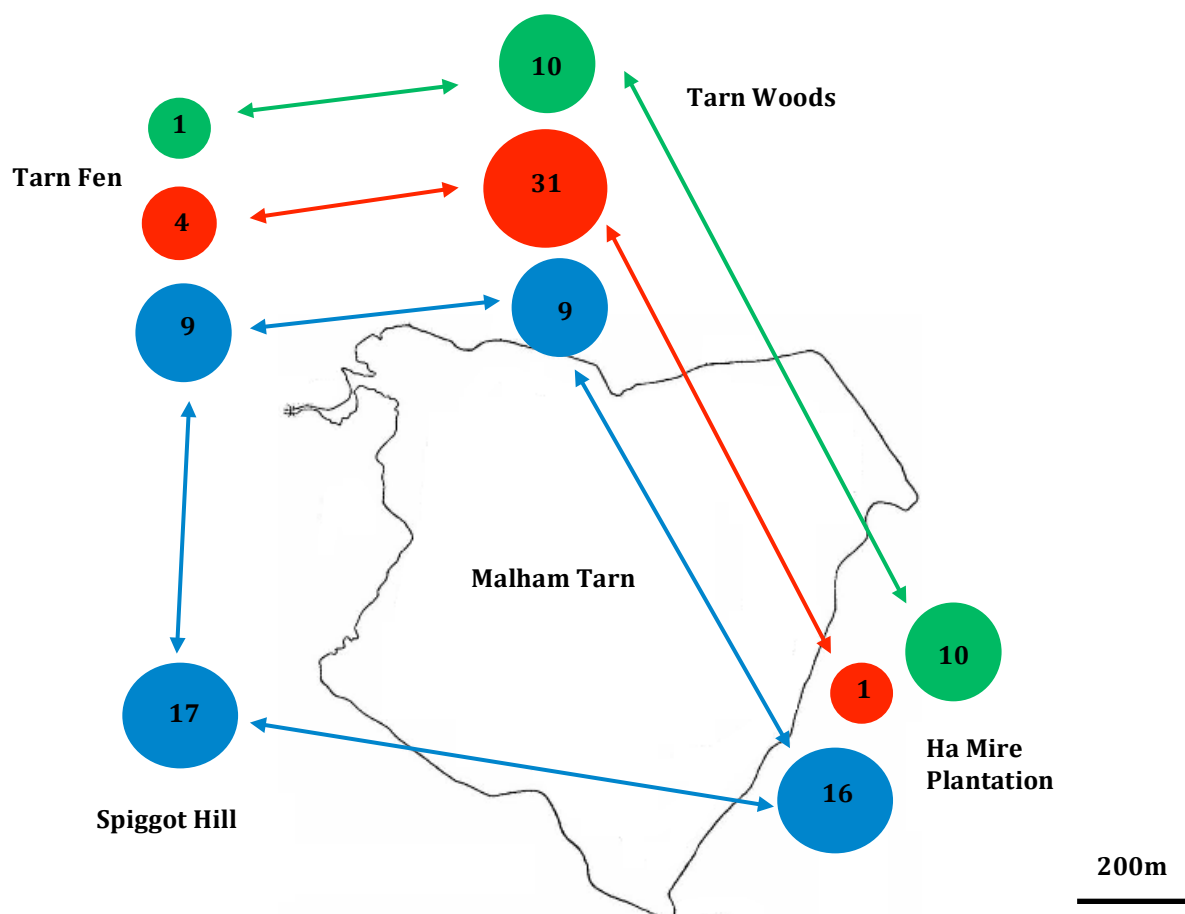 10
Tarn Woods
1
31
Tarn Fen
4
9
9
Malham Tarn
10
1
17
Ha Mire
Plantation
16
Spiggot Hill
200m